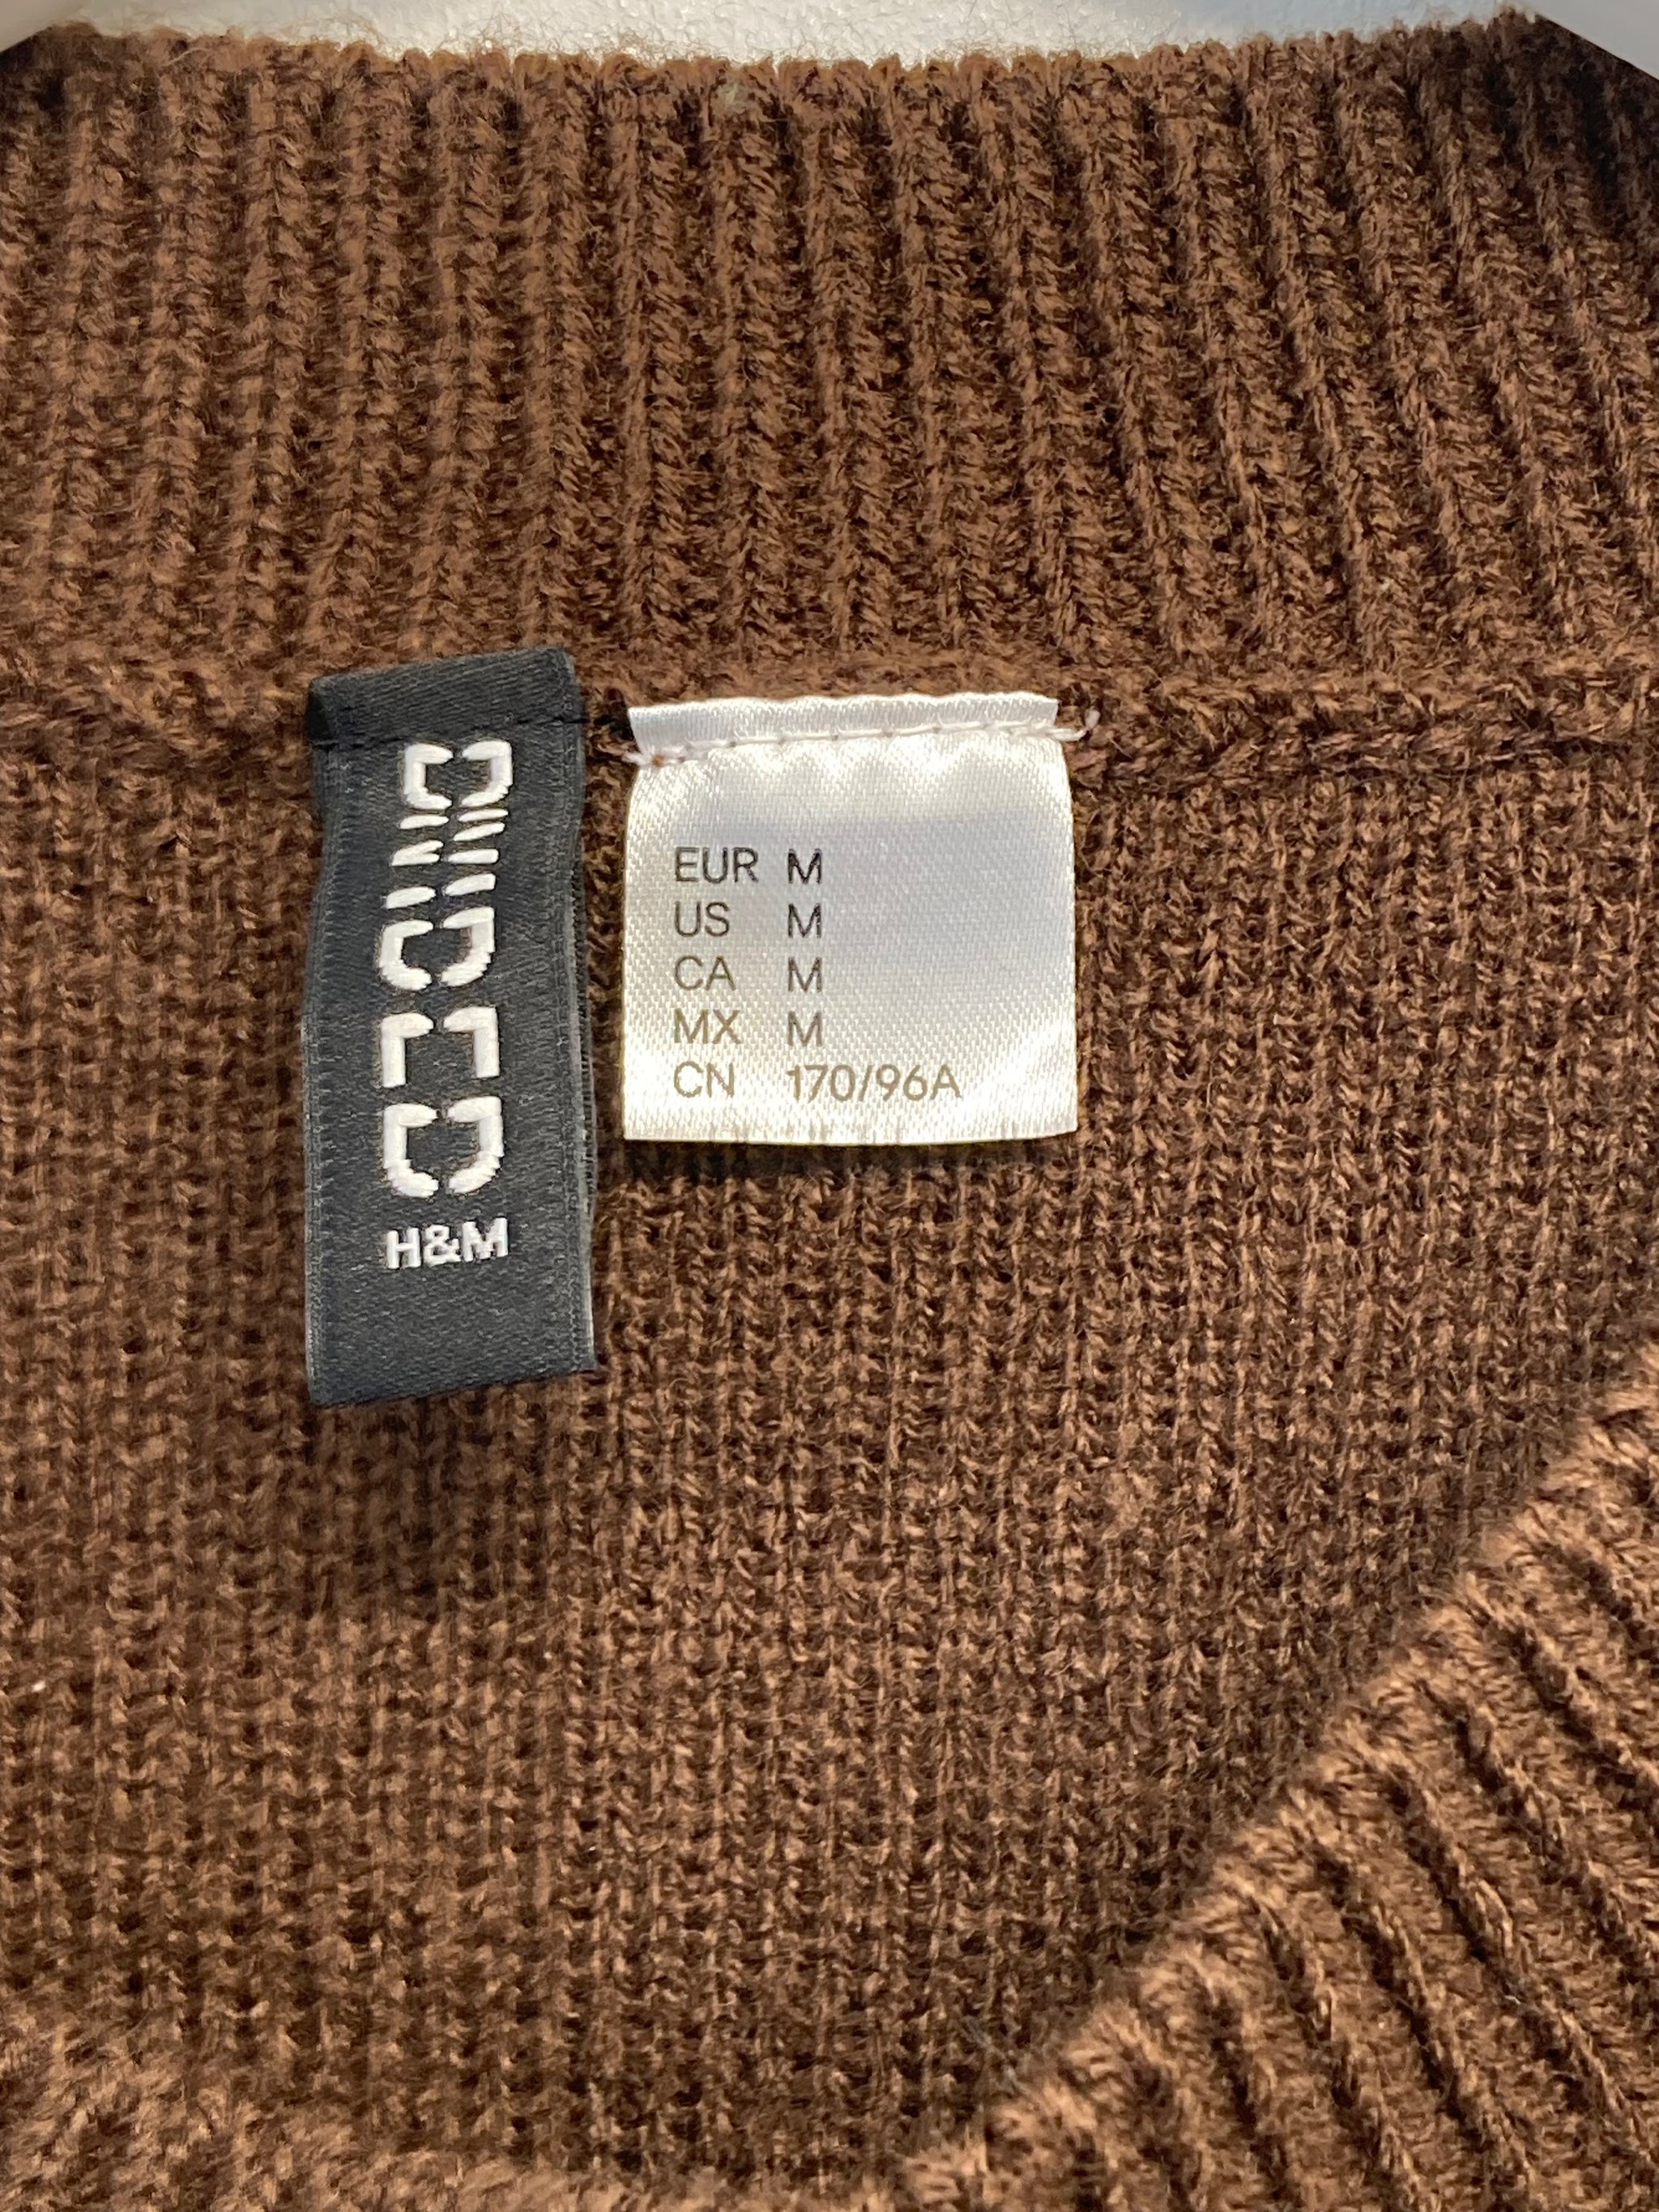 DIVIDED
H&M
EUR M
US M
CA M
MX M
CN 170/96A